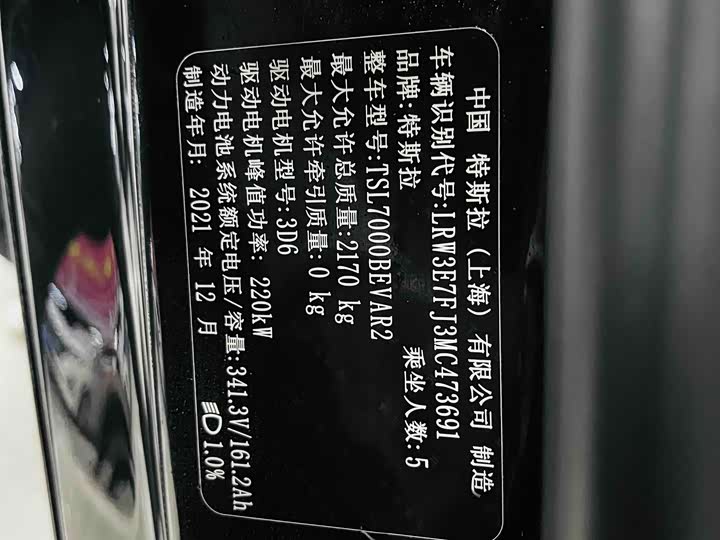 中国 特斯拉（上海）有限公司 制造
车辆识别代号:LRW3E7FJ3MC473691
品牌:特斯拉 乘坐人数:5
整车型号:TSL7000BEVAR2
最大允许总质量:2170 kg
最大允许牵引质量:0 kg
驱动电机型号:3D6
驱动电机峰值功率: 220kW
动力电池系统额定电压/容量:341.3V/161.2Ah
制造年月: 2021 年 12 月 1.0%